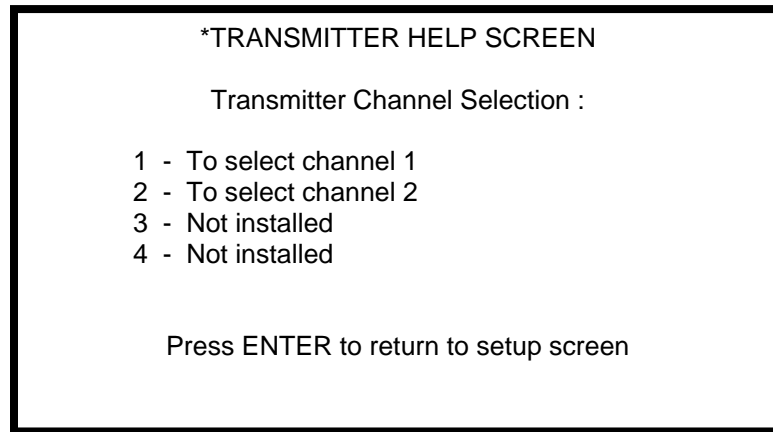 *TRANSMITTER HELP SCREEN
Transmitter Channel Selection :
1 - To select channel 1
2 - To select channel 2
3 - Not installed
4 - Not installed
Press ENTER to return to setup screen